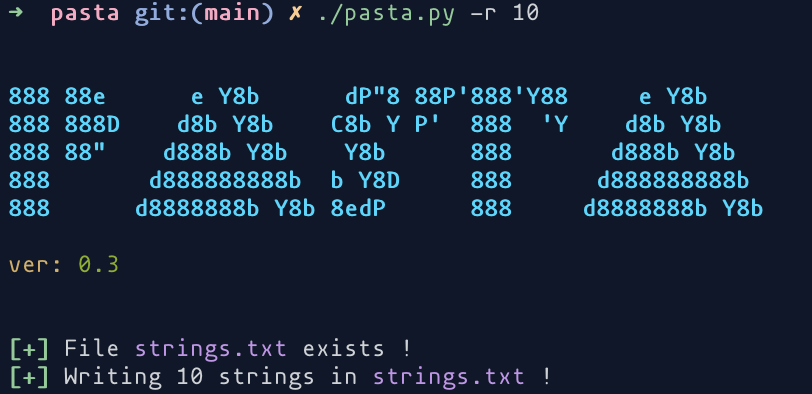 ➜  pasta git:(main) ✗ ./pasta.py -r 10
888 88e      e Y8b      dP"8 88P'888'Y88     e Y8b
888 888D    d8b Y8b    C8b Y P'  888  'Y    d8b Y8b
888 88"    d888b Y8b    Y8b      888       d888b Y8b
888       d888888888b  b Y8D     888      d888888888b
888      d8888888b Y8b 8edP      888     d8888888b Y8b
ver: 0.3
[+] File strings.txt exists !
[+] Writing 10 strings in strings.txt !